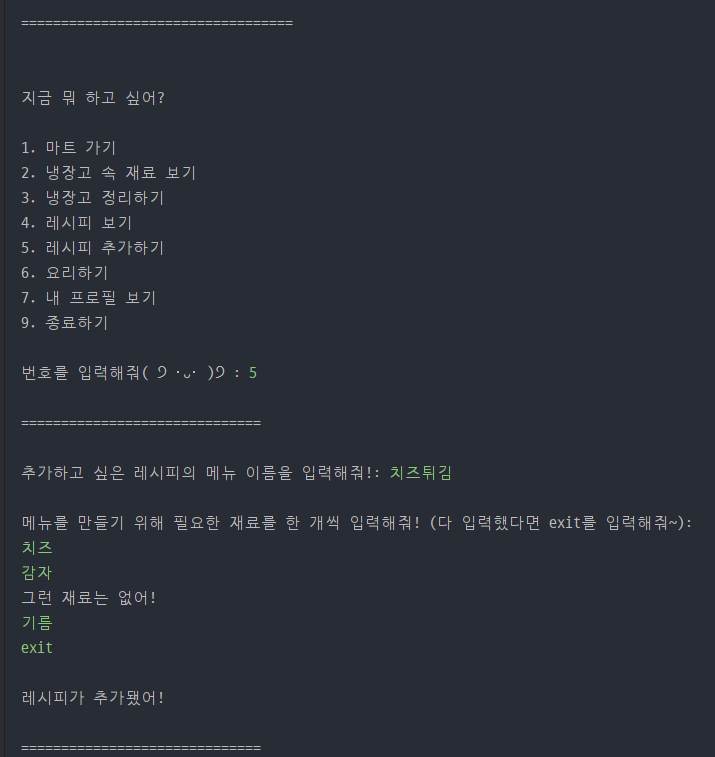 ==================================
지금 뭐 하고 싶어?
1. 마트 가기
2. 냉장고 속 재료 보기
3. 냉장고 정리하기
4. 레시피 보기
5. 레시피 추가하기
6. 요리하기
7. 내 프로필 보기
9. 종료하기
번호를 입력해줘( ᐢ ·ᴗ· )੭ : 5
==============================
추가하고 싶은 레시피의 메뉴 이름을 입력해줘!: 치즈튀김
메뉴를 만들기 위해 필요한 재료를 한 개씩 입력해줘! (다 입력했다면 exit를 입력해줘~):
치즈
감자
그런 재료는 없어!
기름
exit
레시피가 추가됐어!
==============================